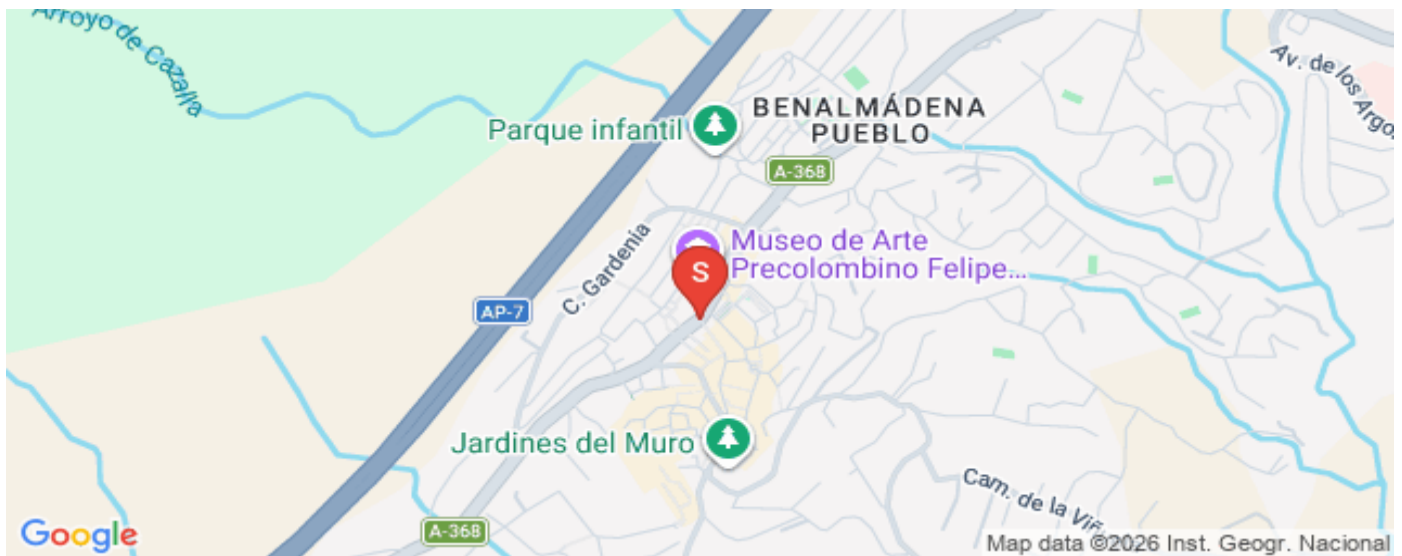 Arroyo de Cazalla
Av. de los Argo
BENALMÁDENA
PUEBLO
Parque infantil
A-368
C. Gardenia
Museo de Arte
Precolombino Felipe...
S
AP-7
Jardines del Muro
Cam. de la Viñ
A-368
Google
Map data ©2026 Inst. Geogr. Nacional